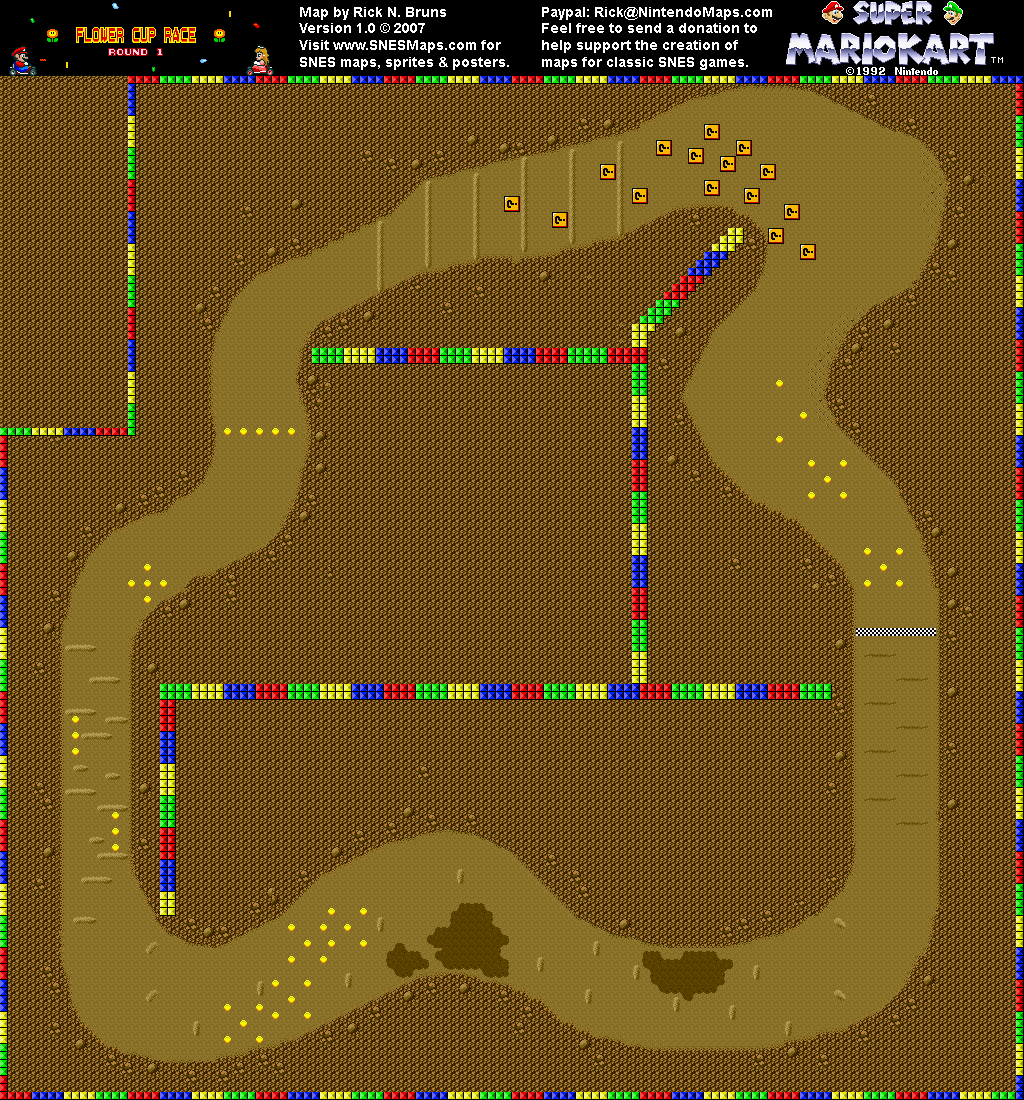 FLOWER CUP RACE
ROUND 1
Map by Rick N. Bruns
Version 1.0 © 2007
Visit www.SNESMaps.com for
SNES maps, sprites & posters.
Paypal: Rick@NintendoMaps.com
Feel free to send a donation to
help support the creation of
maps for classic SNES games.
SUPER
MARIOKART™
©1992 Nintendo